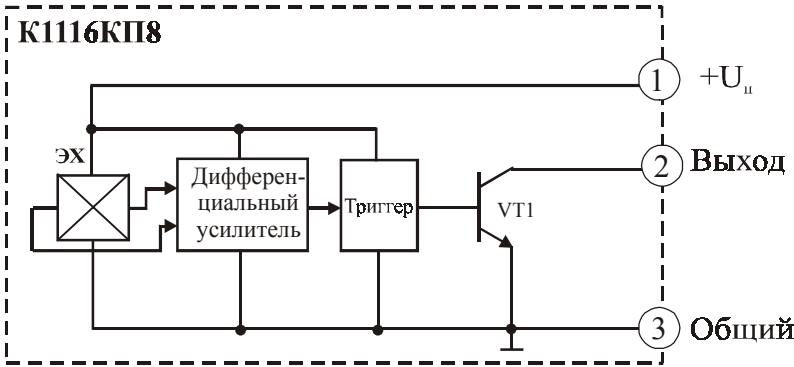 К1116КП8
1 +Uп
ЭХ
2 Выход
Дифферен-
циальный
усилитель
Триггер
VT1
3 Общий